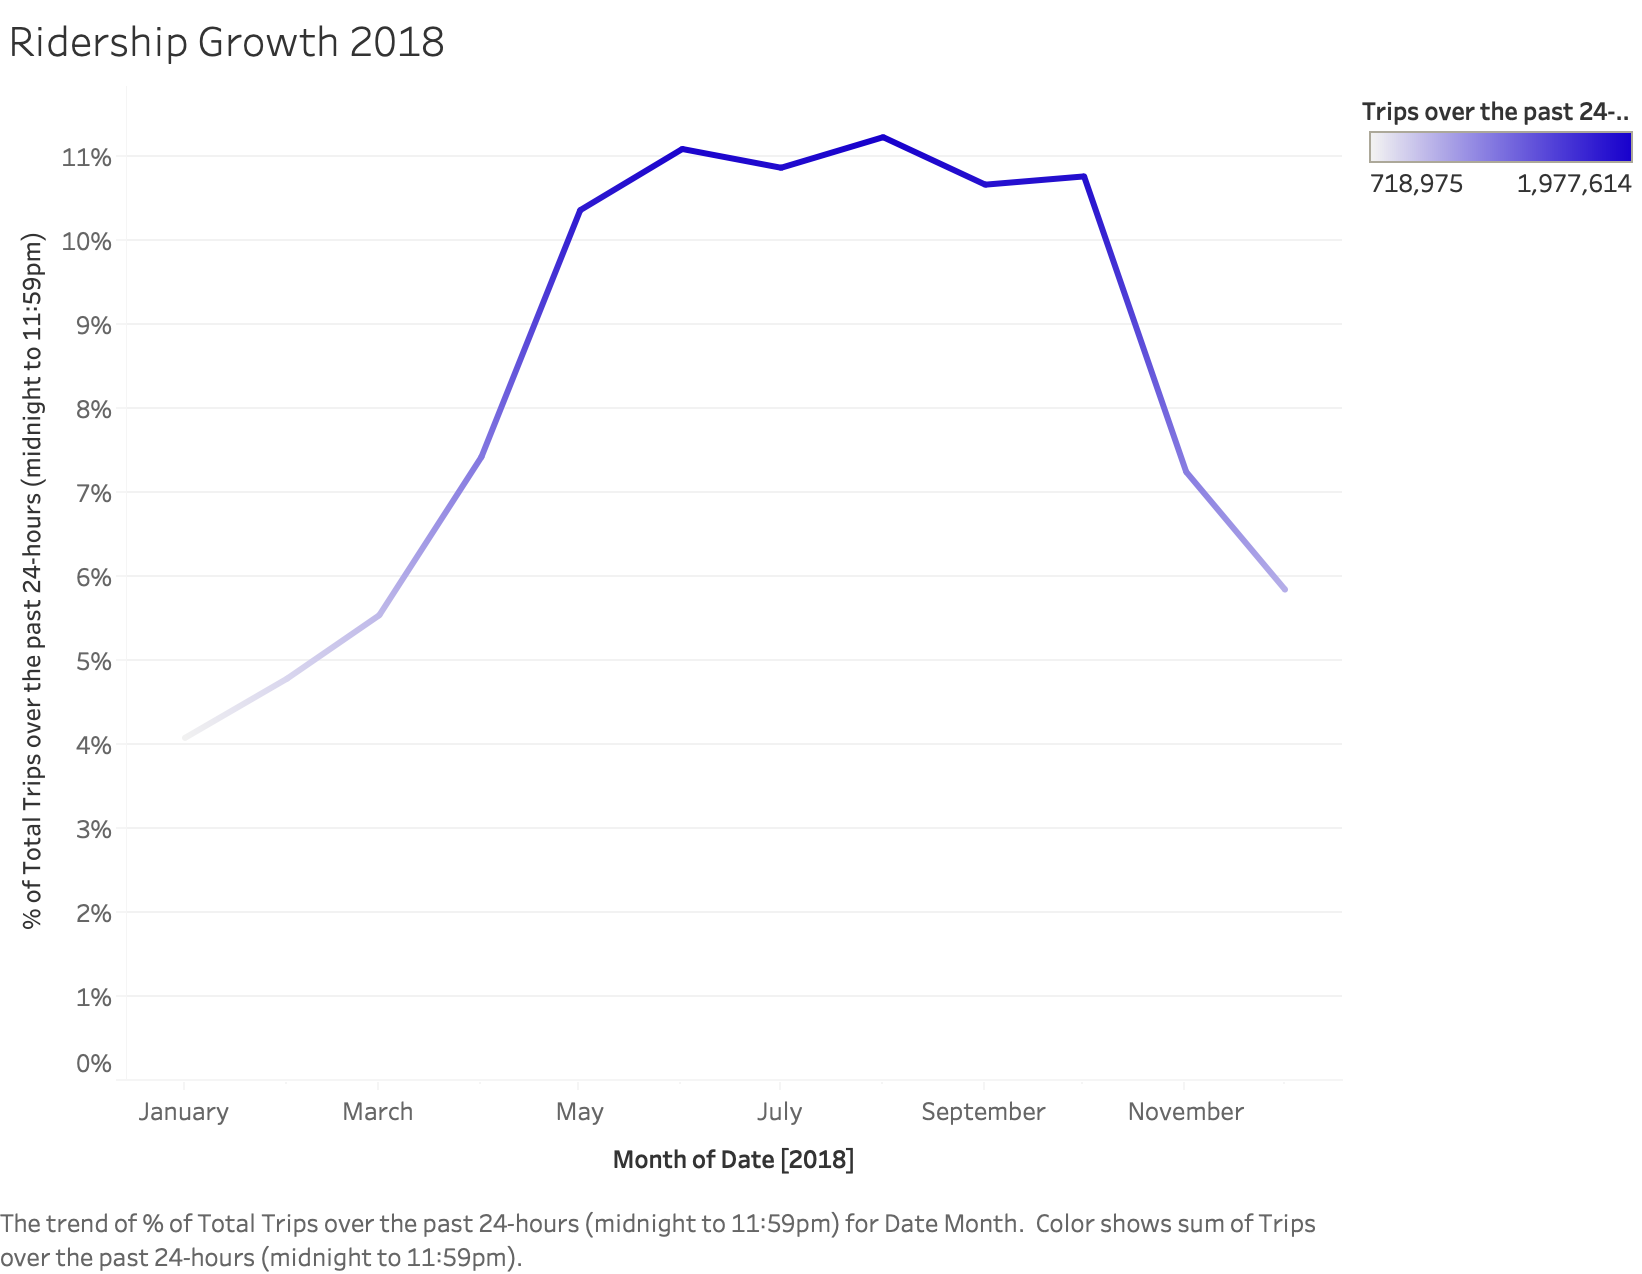 Ridership Growth 2018
Trips over the past 24-..
718,975 1,977,614
% of Total Trips over the past 24-hours (midnight to 11:59pm)
11%
10%
9%
8%
7%
6%
5%
4%
3%
2%
1%
0%
January March May July September November
Month of Date [2018]
The trend of % of Total Trips over the past 24-hours (midnight to 11:59pm) for Date Month.  Color shows sum of Trips
over the past 24-hours (midnight to 11:59pm).